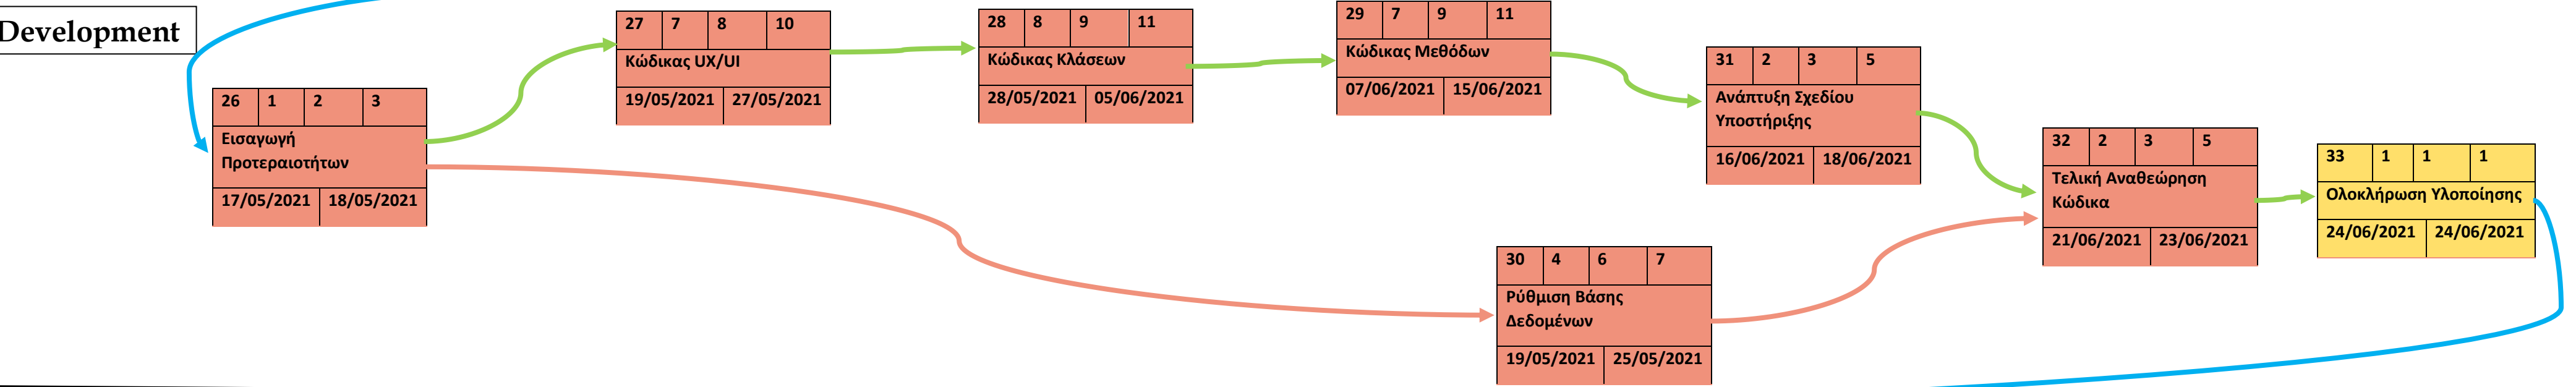 Development
26 1 2 3
Εισαγωγή
Προτεραιοτήτων
17/05/2021 18/05/2021
27 7 8 10
Κώδικας UX/UI
19/05/2021 27/05/2021
28 8 9 11
Κώδικας Κλάσεων
28/05/2021 05/06/2021
29 7 9 11
Κώδικας Μεθόδων
07/06/2021 15/06/2021
30 4 6 7
Ρύθμιση Βάσης
Δεδομένων
19/05/2021 25/05/2021
31 2 3 5
Ανάπτυξη Σχεδίου
Υποστήριξης
16/06/2021 18/06/2021
32 2 3 5
Τελική Αναθεώρηση
Κώδικα
21/06/2021 23/06/2021
33 1 1 1
Ολοκλήρωση Υλοποίησης
24/06/2021 24/06/2021